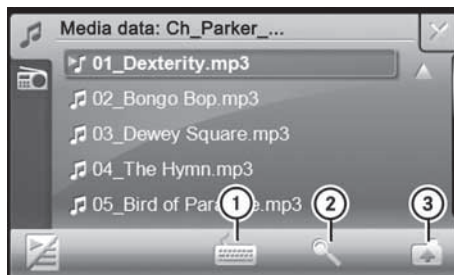 Media data: Ch_Parker_...
01_Dexterity.mp3
02_Bongo Bop.mp3
03_Dewey Square.mp3
04_The Hymn.mp3
05_Bird of Par e.mp3
1
2
3